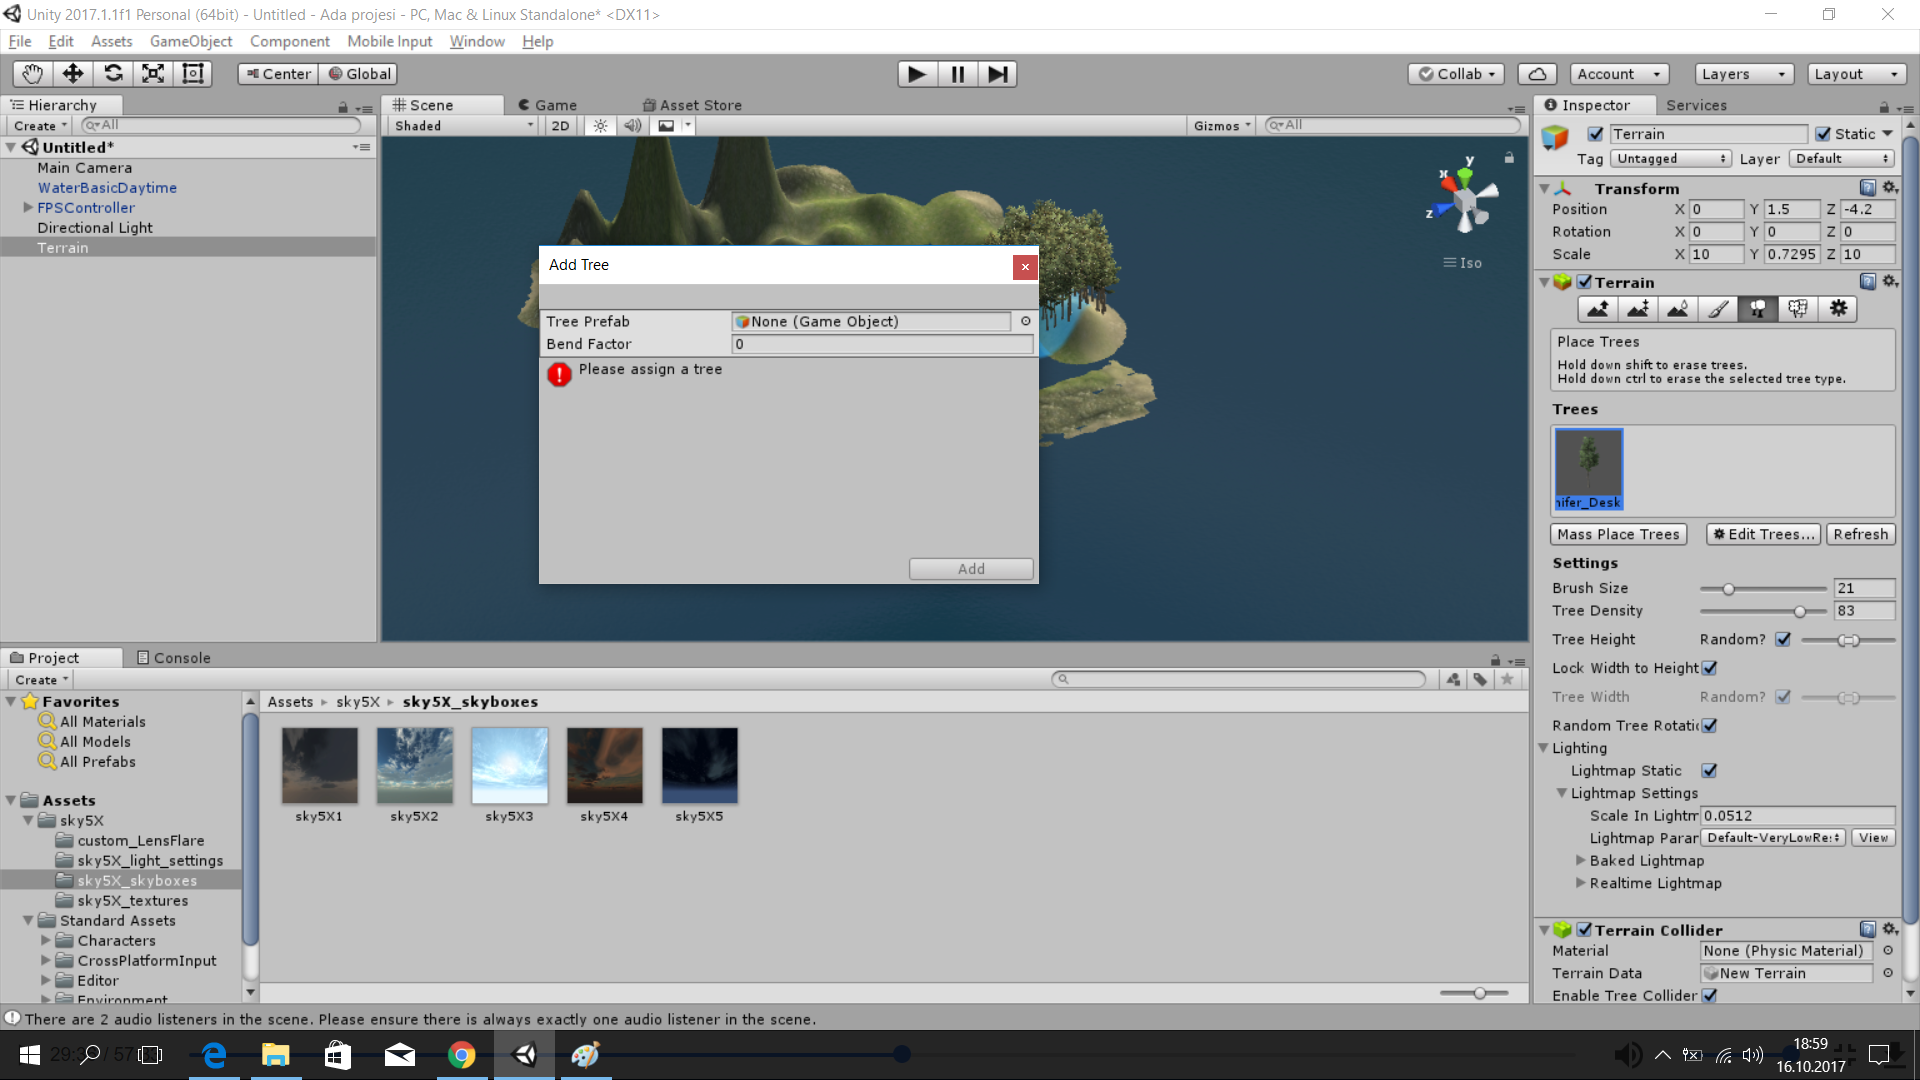 Unity 2017.1.1f1 Personal (64bit) - Untitled - Ada projesi - PC, Mac & Linux Standalone* <DX11>
File Edit Assets GameObject Component Mobile Input Window Help
Center Global Collab Account Layers Layout
Hierarchy
Create All
Untitled*
Main Camera
WaterBasicDaytime
FPSController
Directional Light
Terrain
Scene Game Asset Store
Shaded 2D Gizmos All
y
x
z
Iso
Add Tree
Tree Prefab None (Game Object)
Bend Factor 0
Please assign a tree
Add
Inspector Services
Terrain Static
Tag Untagged Layer Default
Transform
Position X 0 Y 1.5 Z -4.2
Rotation X 0 Y 0 Z 0
Scale X 10 Y 0.7295 Z 10
Terrain
Place Trees
Hold down shift to erase trees.
Hold down ctrl to erase the selected tree type.
Trees
nifer_Desk
Mass Place Trees Edit Trees... Refresh
Settings
Brush Size 21
Tree Density 83
Tree Height Random?
Lock Width to Height
Tree Width Random?
Random Tree Rotatic
Lighting
Lightmap Static
Lightmap Settings
Scale In Lightm 0.0512
Lightmap Parar Default-VeryLowRe: View
Baked Lightmap
Realtime Lightmap
Terrain Collider
Material None (Physic Material)
Terrain Data New Terrain
Enable Tree Collider
Project Console
Create
Favorites
All Materials
All Models
All Prefabs
Assets
sky5X
custom_LensFlare
sky5X_light_settings
sky5X_skyboxes
sky5X_textures
Standard Assets
Characters
CrossPlatformInput
Editor
Environment
Assets sky5X sky5X_skyboxes
sky5X1 sky5X2 sky5X3 sky5X4 sky5X5
There are 2 audio listeners in the scene. Please ensure there is always exactly one audio listener in the scene.
18:59
16.10.2017